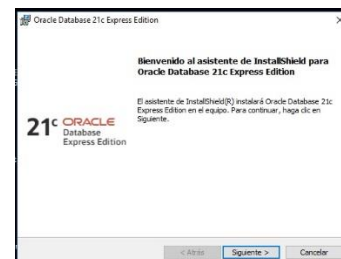 Oracle Database 21c Express Edition
Bienvenido al asistente de InstallShield para
Oracle Database 21c Express Edition
El asistente de InstallShield(R) instalará Oracle Database 21c
Express Edition en el equipo. Para continuar, haga clic en
Siguiente.
21c ORACLE
Database
Express Edition
< Atrás Siguiente > Cancelar